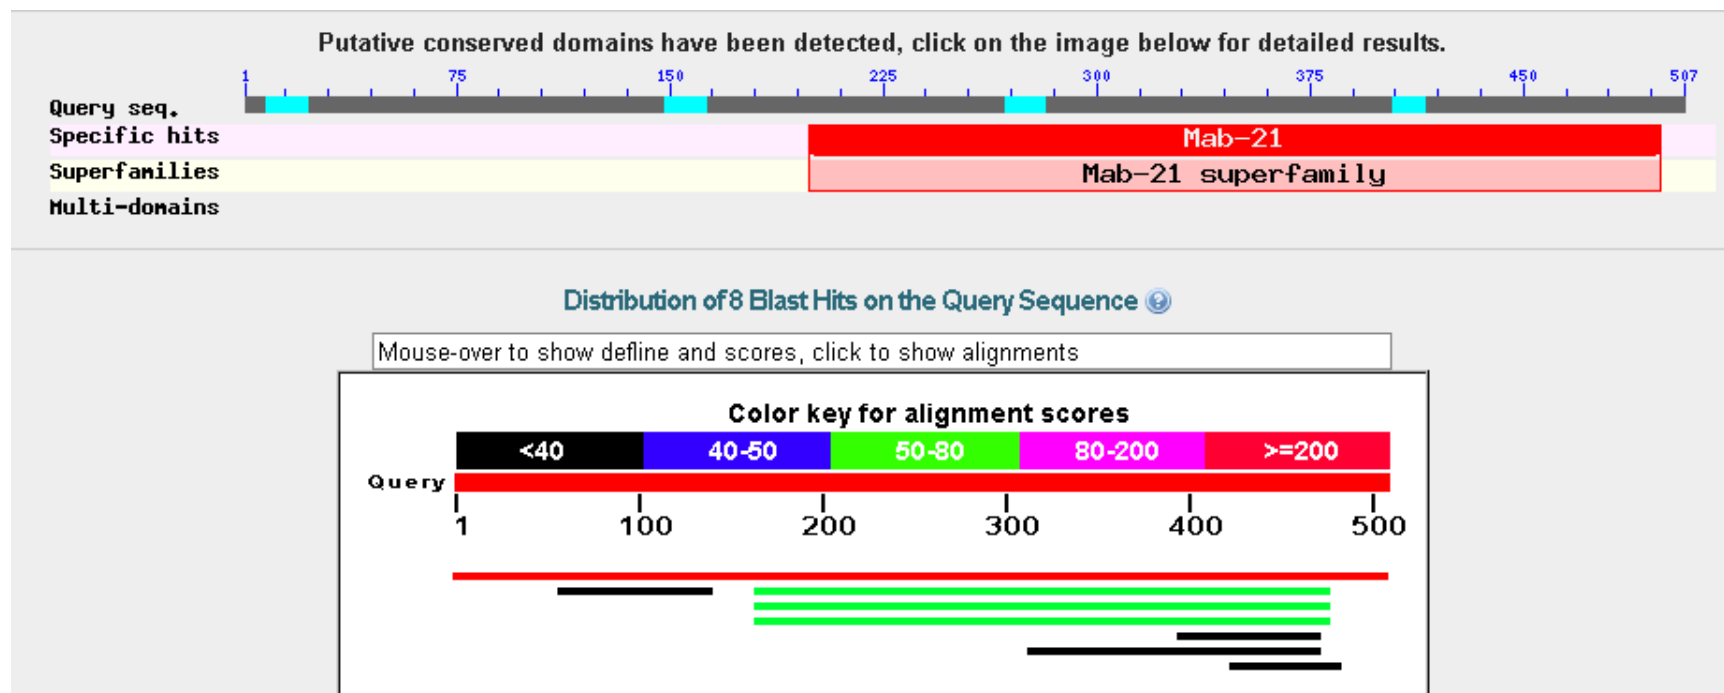 Putative conserved domains have been detected, click on the image below for detailed results.
1 75 150 225 300 375 450 507
Query seq.
Specific hits Mab-21
Superfamilies Mab-21 superfamily
Multi-domains
Distribution of 8 Blast Hits on the Query Sequence ?
Mouse-over to show defline and scores, click to show alignments
Color key for alignment scores
<40 40-50 50-80 80-200 >=200
Query
1 100 200 300 400 500